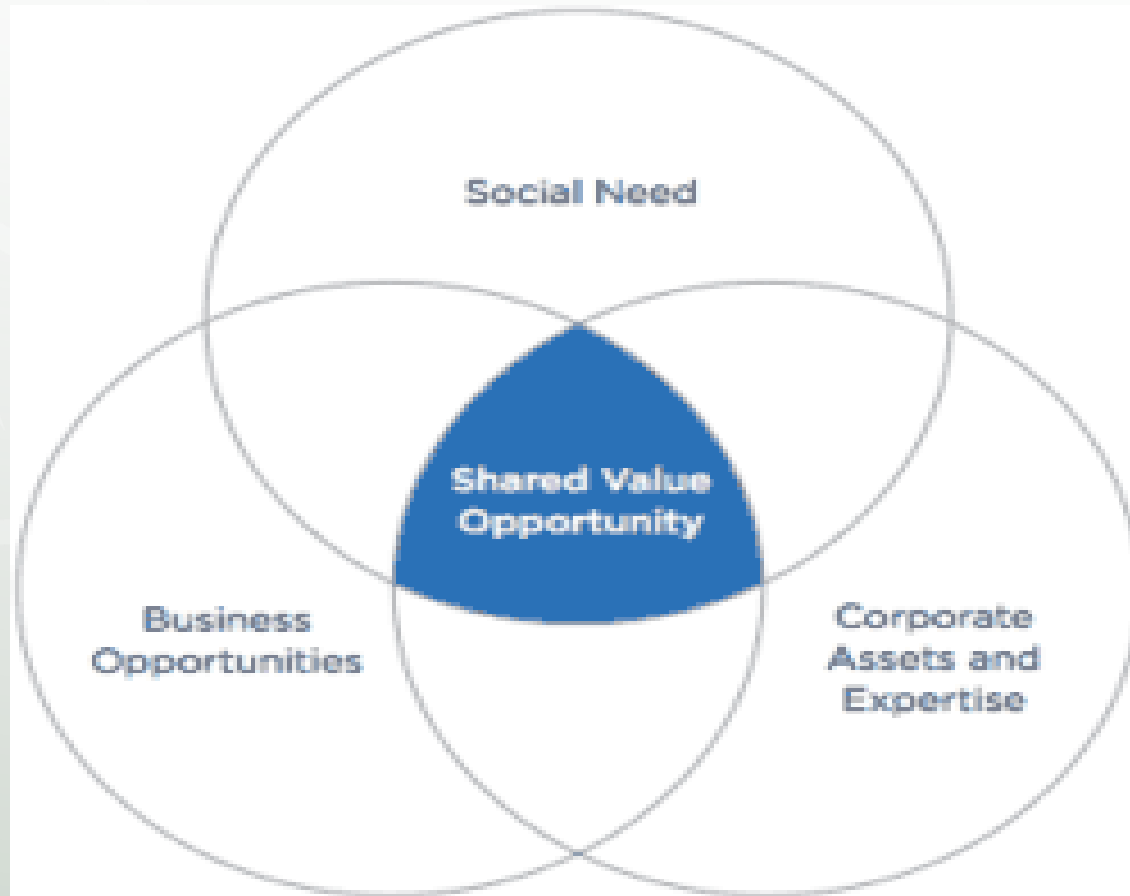 Social Need
Shared Value
Opportunity
Business
Opportunities
Corporate
Assets and
Expertise